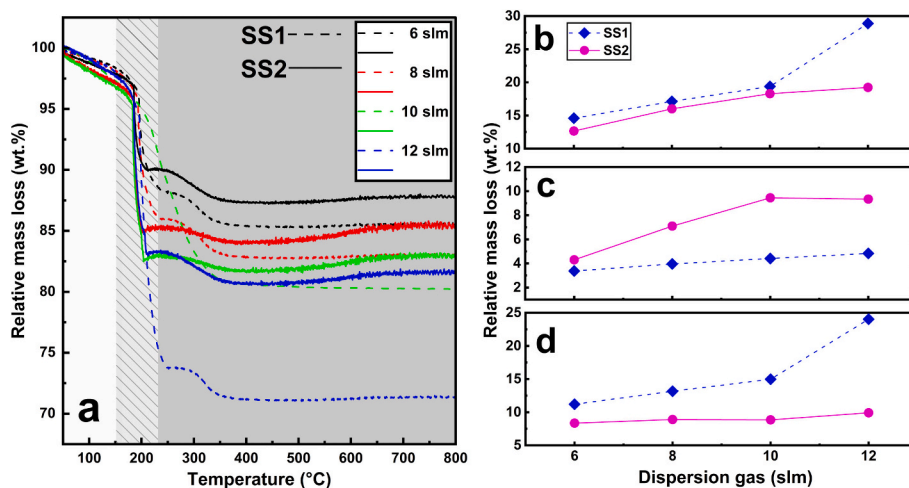 SS1
SS2
6 slm
8 slm
10 slm
12 slm
100
95
90
85
80
75
70
Relative mass loss (wt.%)
a
100 200 300 400 500 600 700 800
Temperature (°C)
b
SS1
SS2
30
25
20
15
10
c
12
10
8
6
4
2
Relative mass loss (wt.%)
d
25
20
15
10
5
6 8 10 12
Dispersion gas (slm)